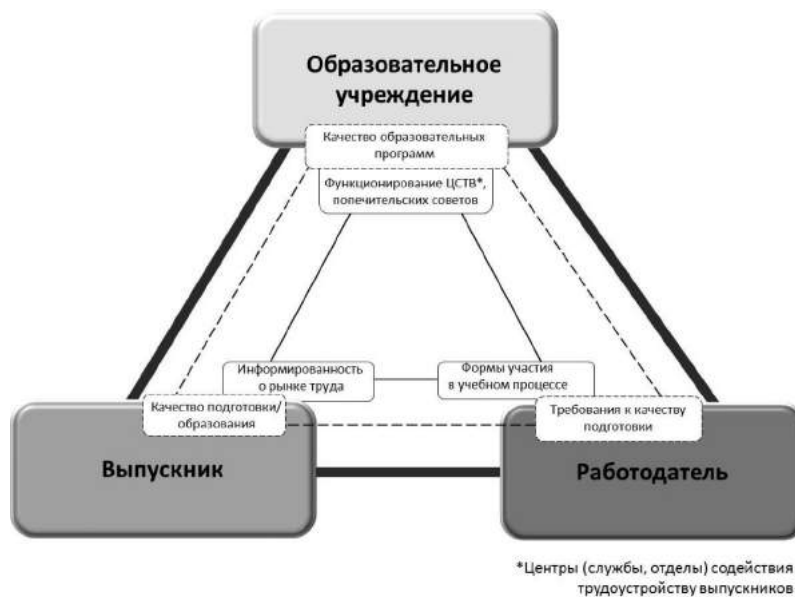 Образовательное
учреждение
Качество образовательных
программ
Функционирование ЦСТВ*,
попечительских советов
Информированность
о рынке труда
Формы участия
в учебном процессе
Качество подготовки/
образования
Требования к качеству
подготовки
Выпускник
Работодатель
*Центры (службы, отделы) содействия
трудоустройству выпускников